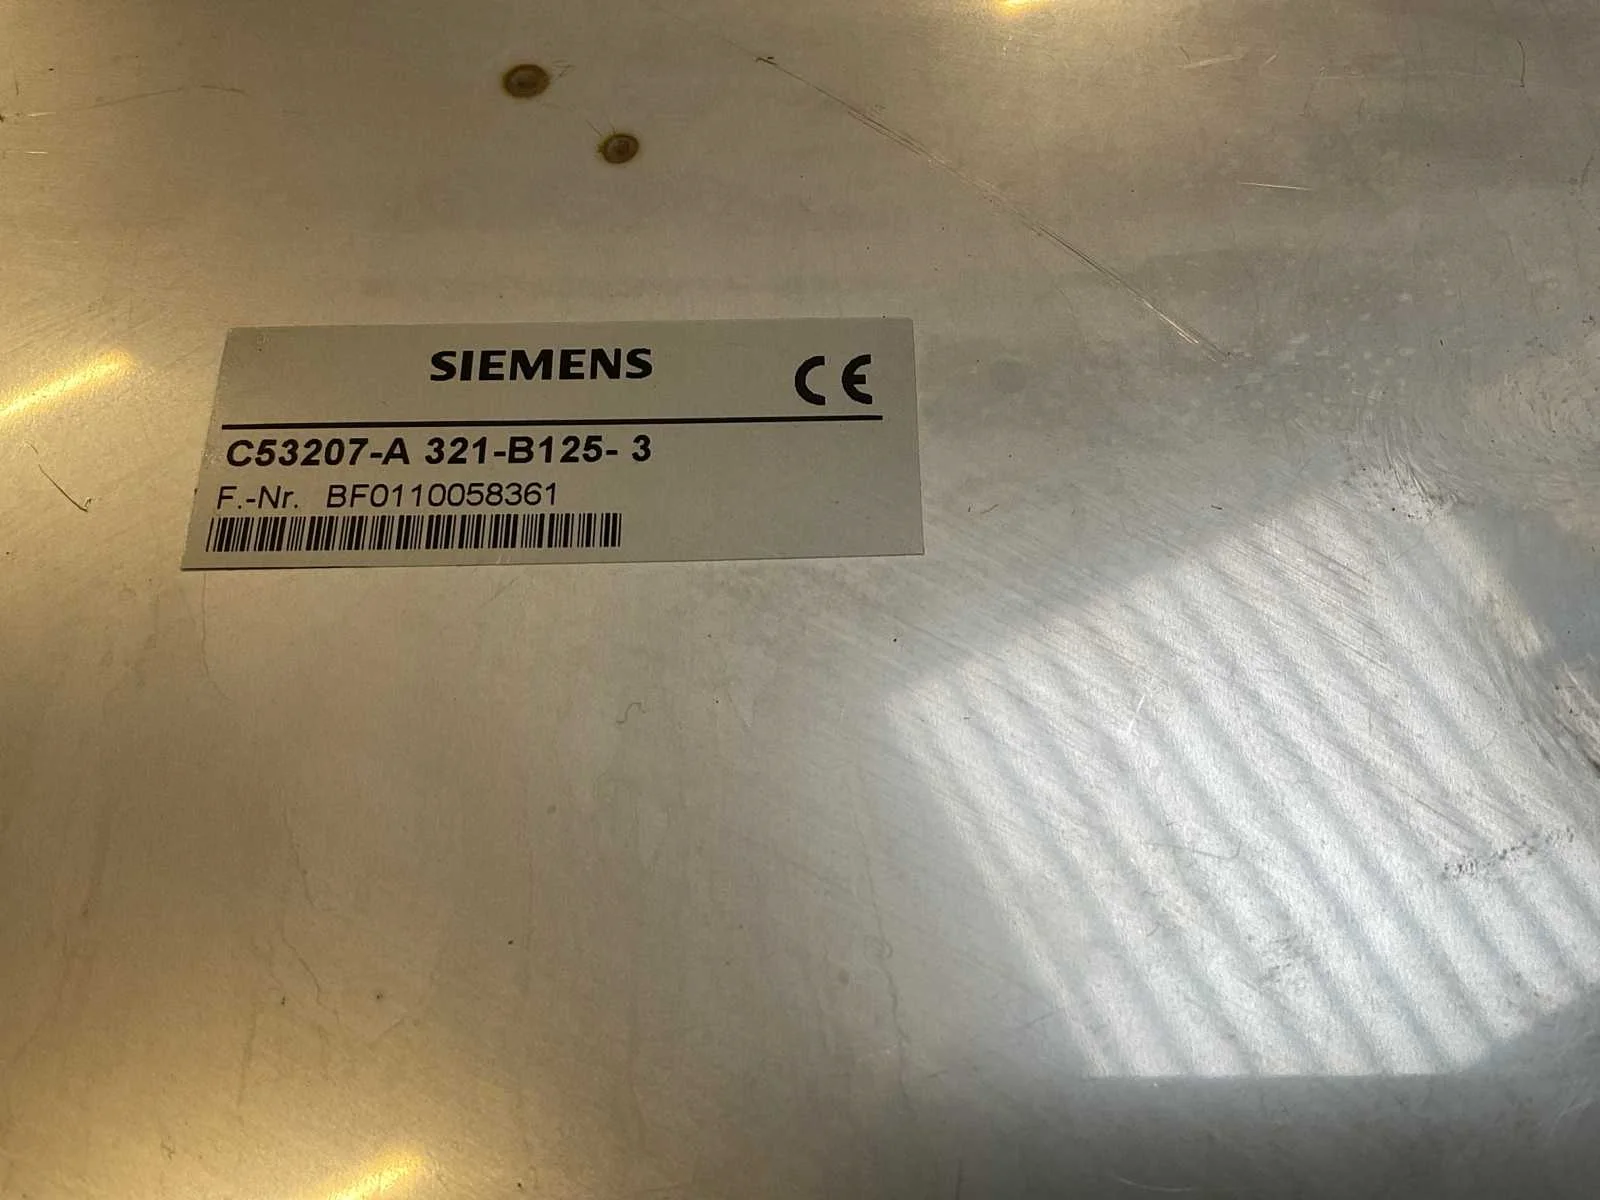 SIEMENS
CE
C53207-A 321-B125- 3
F.-Nr. BF0110058361